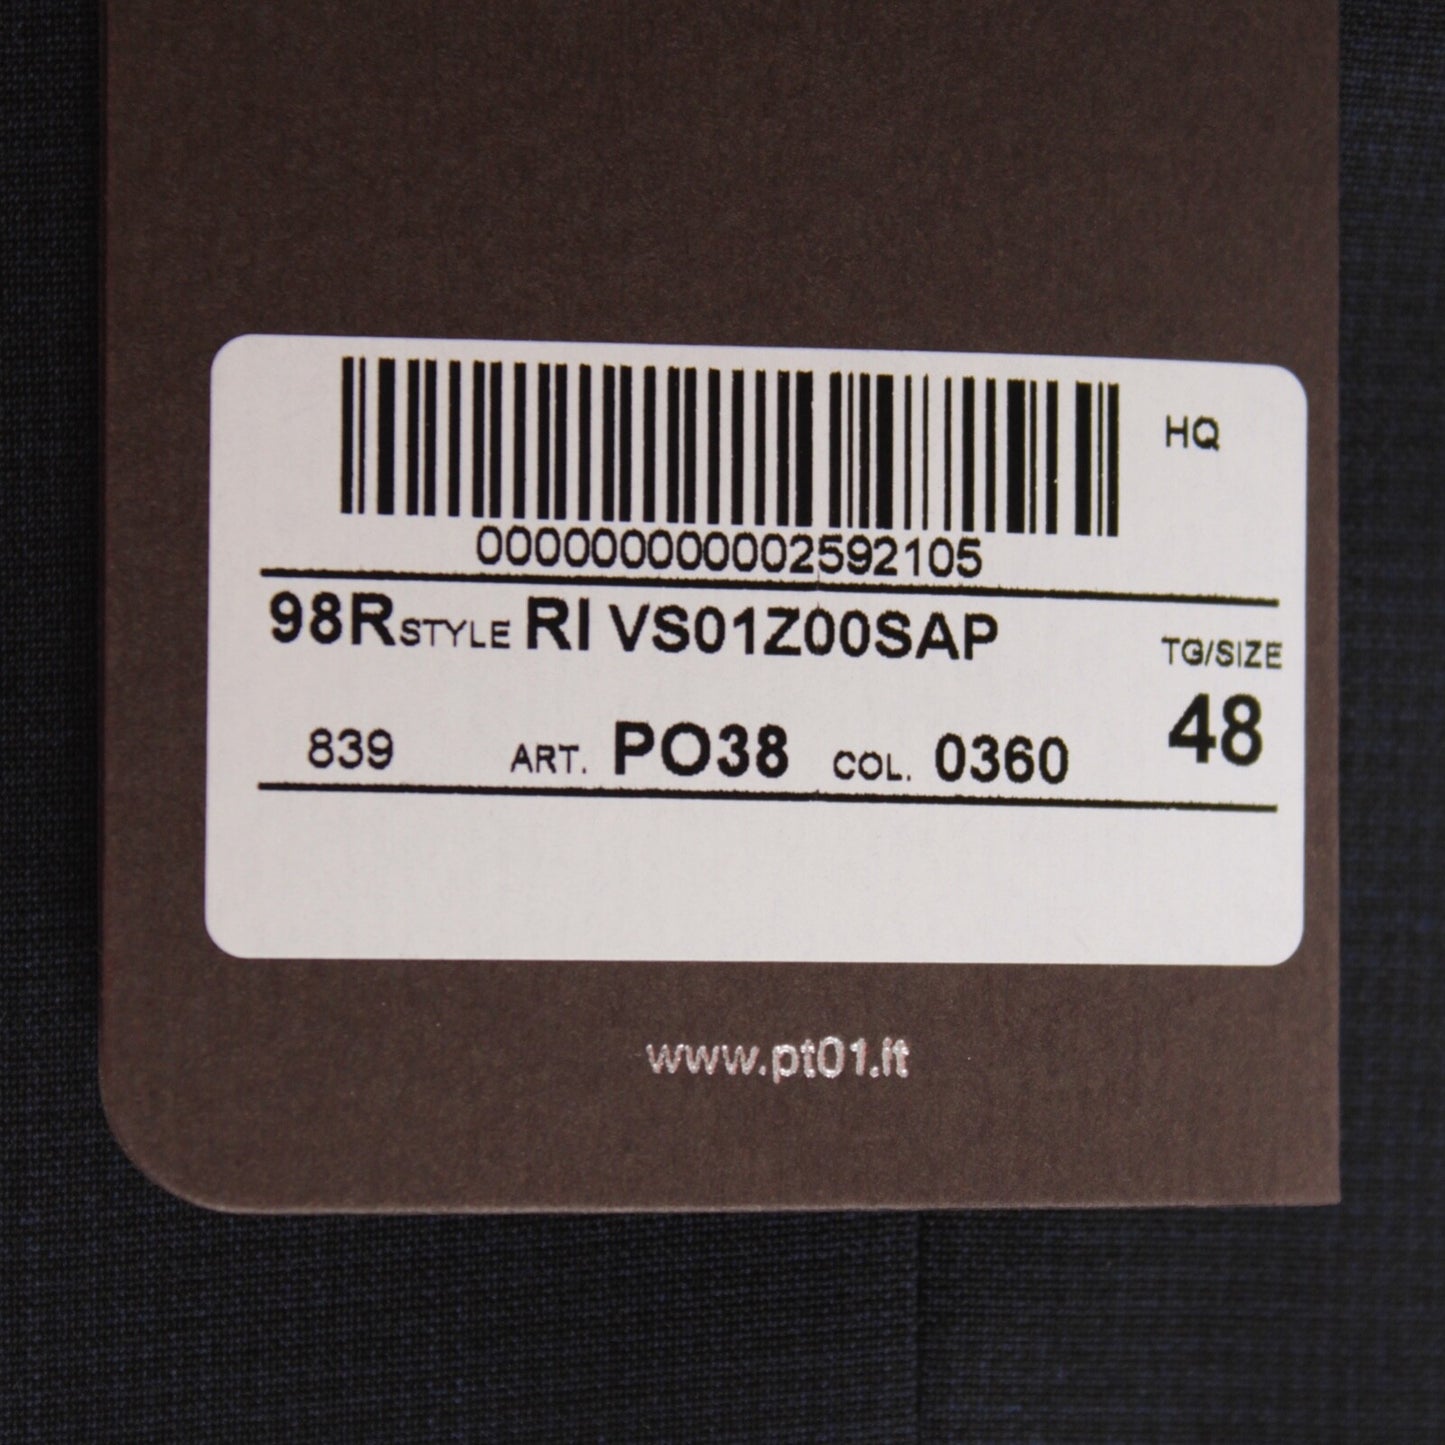 HQ
0000000000002592105
98R STYLE RI VS01Z00SAP
TG/SIZE
48
839 ART. PO38 COL. 0360
www.pt01.it